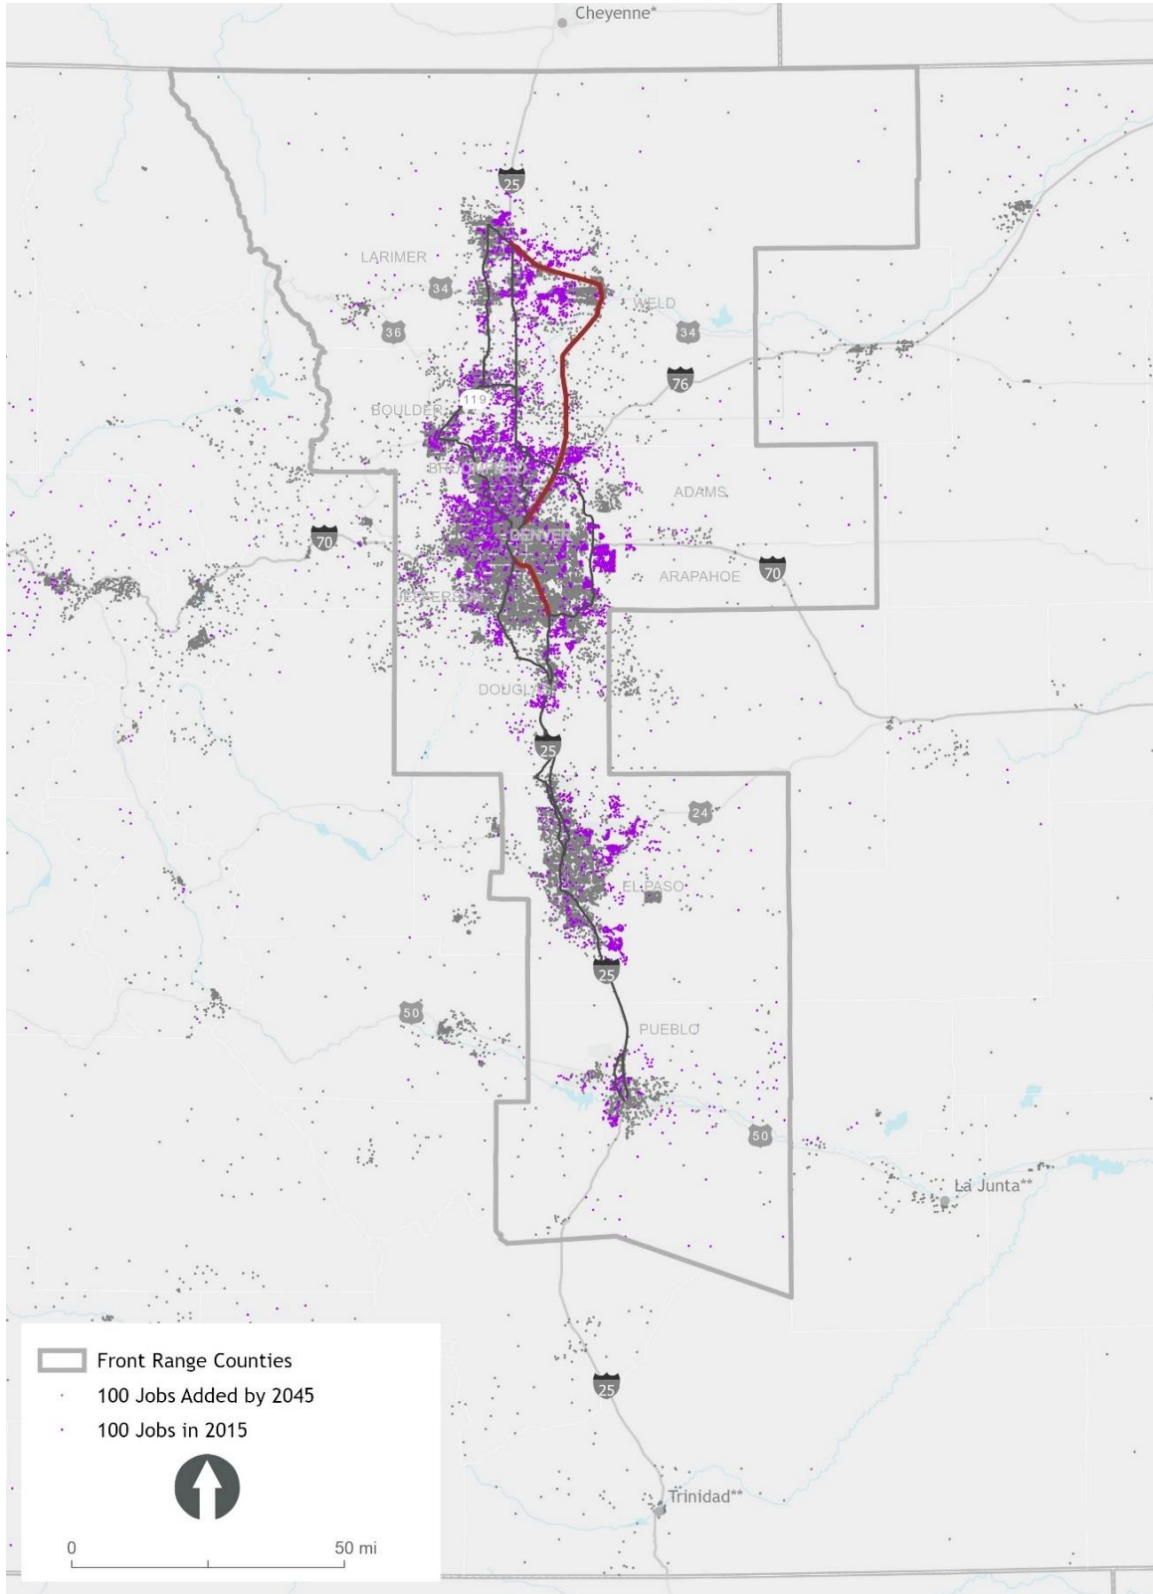 Cheyenne*
25
LARIMER
34
WELD
36
34
76
119
BOULDER
ADAMS
70
DENVER
70
ARAPAHOE
25
24
EL PASO
25
50
PUEBLO
50
La Junta**
Front Range Counties
100 Jobs Added by 2045
25
100 Jobs in 2015
Trinidad**
0
50 mi